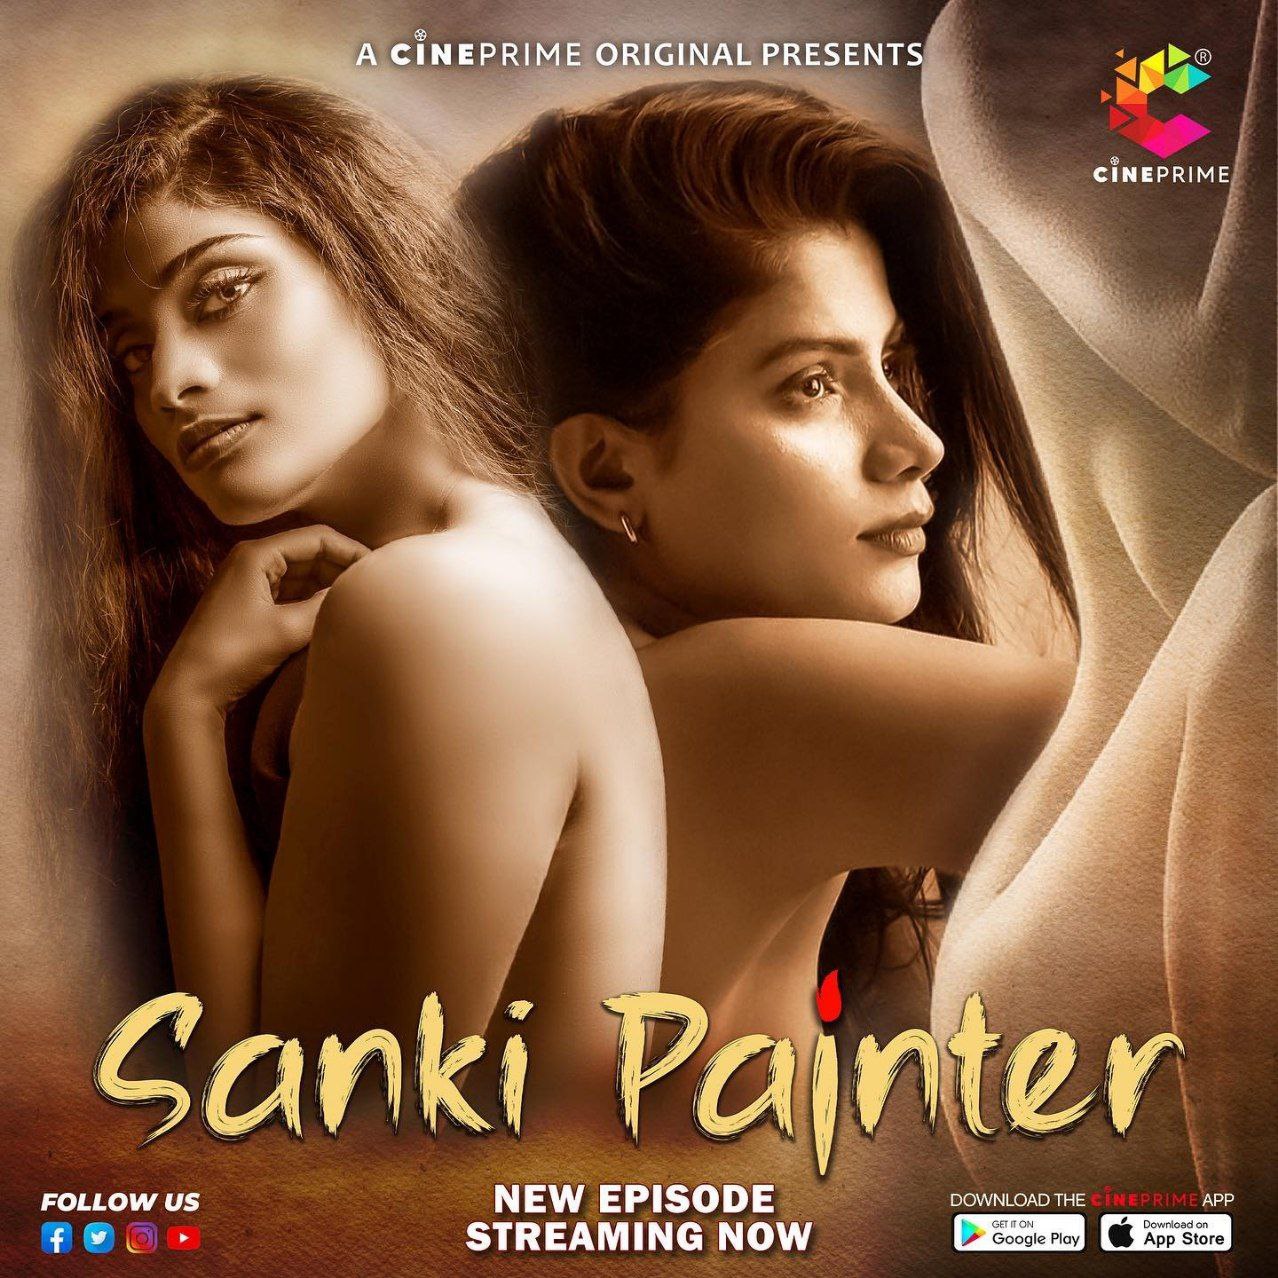 A CINEPRIME ORIGINAL PRESENTS
®
CINEPRIME
Sanki Painter
FOLLOW US
NEW EPISODE
STREAMING NOW
DOWNLOAD THE CINEPRIME APP
GET IT ON
Google Play
Download on
App Store